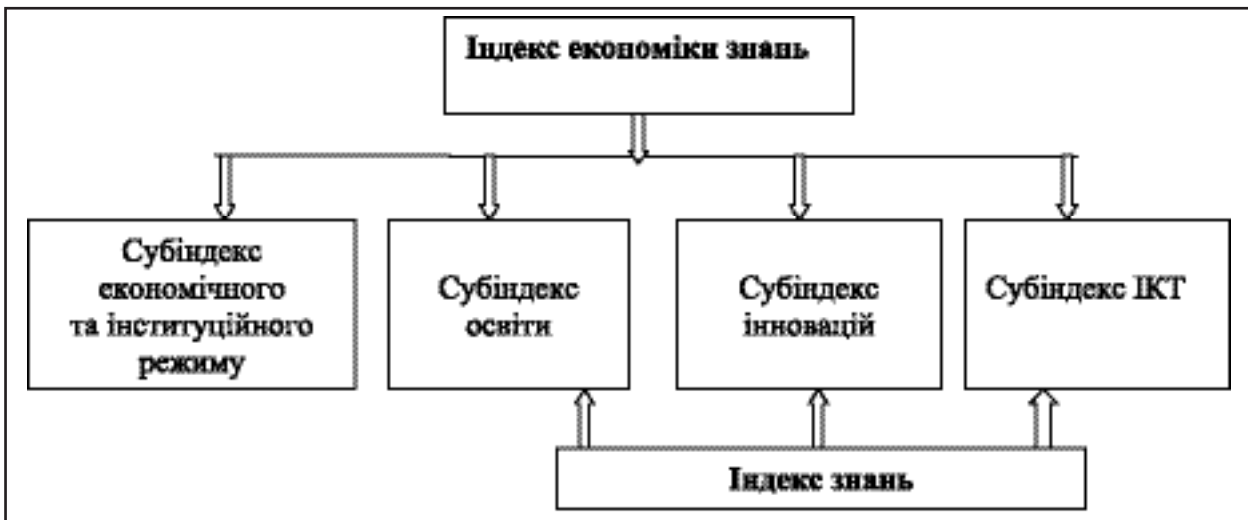 Індекс економіки знань
Субіндекс
економічного
та інституційного
режиму
Субіндекс
освіти
Субіндекс
інновацій
Субіндекс ІКТ
Індекс знань